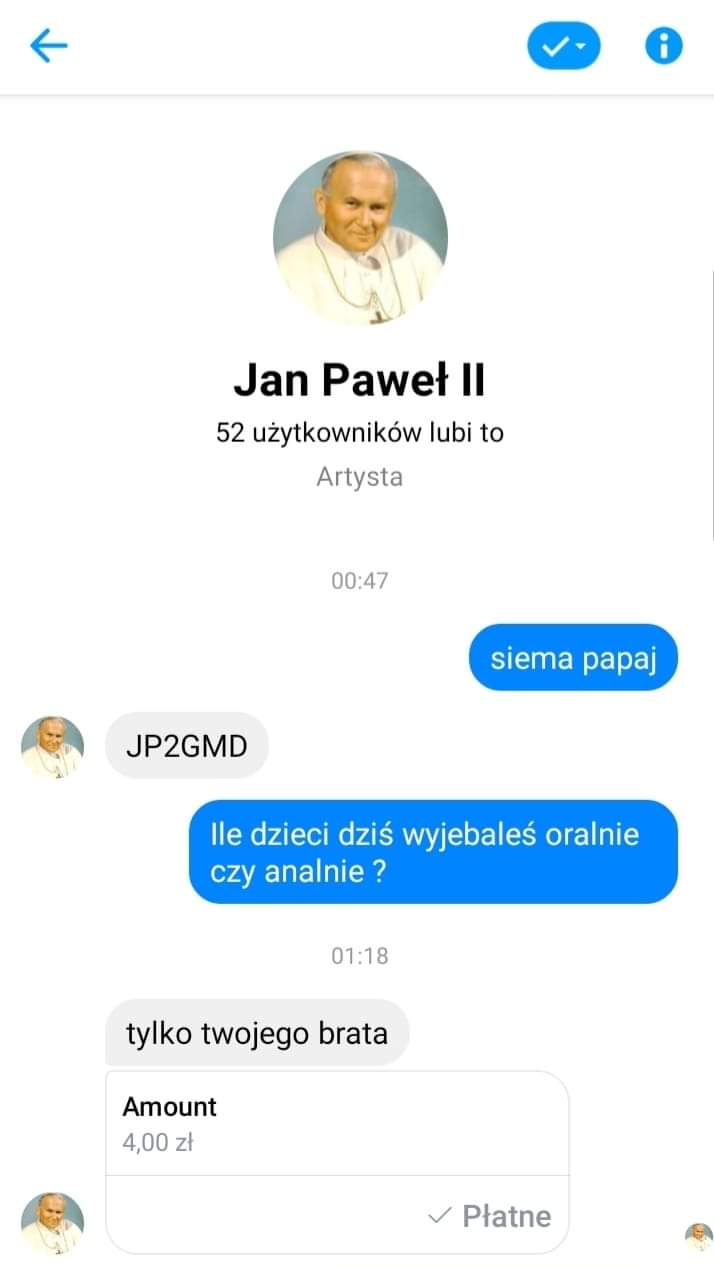 Jan Paweł II
52 użytkowników lubi to
Artysta
00:47
siema papaj
JP2GMD
Ile dzieci dziś wyjebaleś oralnie
czy analnie ?
01:18
tylko twojego brata
Amount
4,00 zł
Płatne